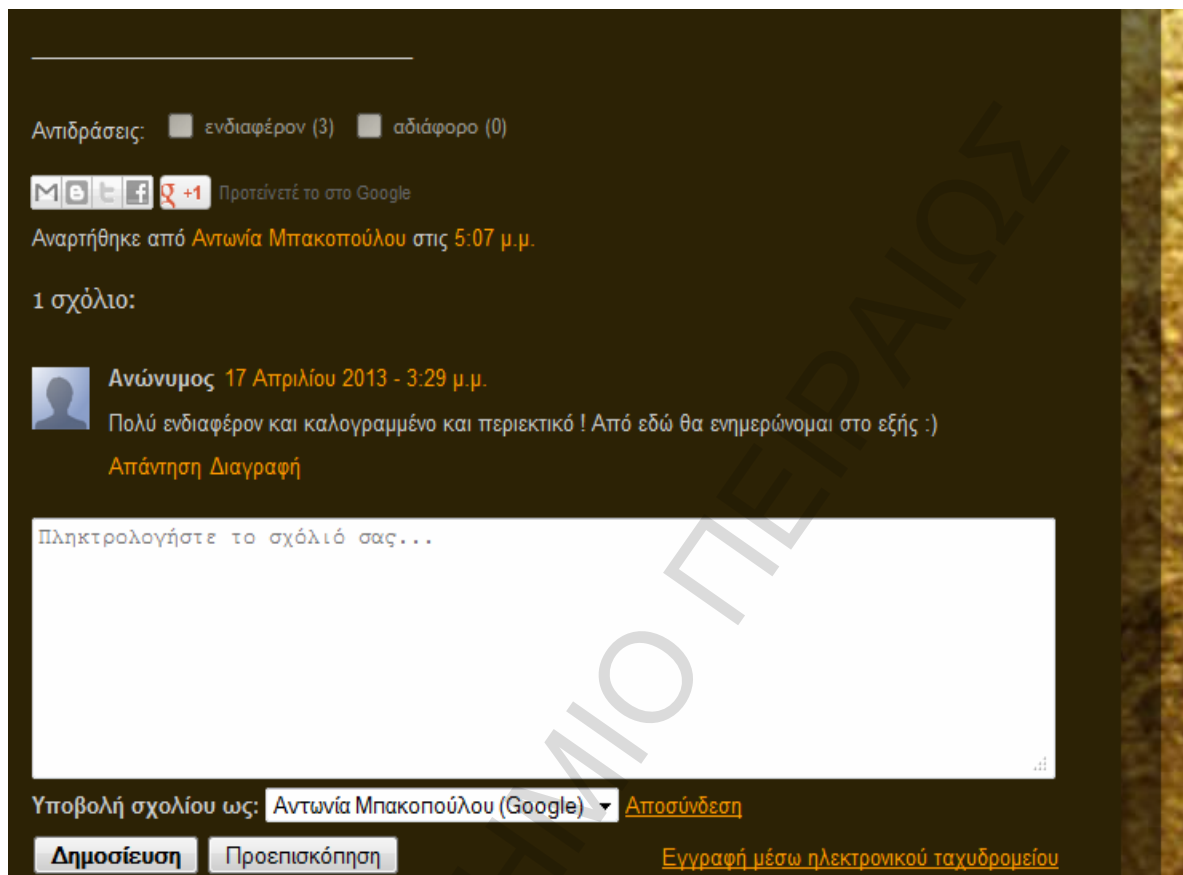 Αντιδράσεις: ενδιαφέρον (3) αδιάφορο (0)
g +1 Προτείνετέ το στο Google
Αναρτήθηκε από Αντωνία Μπακοπούλου στις 5:07 μ.μ.
1 σχόλιο:
Ανώνυμος 17 Απριλίου 2013 - 3:29 μ.μ.
Πολύ ενδιαφέρον και καλογραμμένο και περιεκτικό ! Από εδώ θα ενημερώνομαι στο εξής :)
Απάντηση Διαγραφή
Πληκτρολογήστε το σχόλιό σας...
Υποβολή σχολίου ως: Αντωνία Μπακοπούλου (Google) Αποσύνδεση
Δημοσίευση Προεπισκόπηση Εγγραφή μέσω ηλεκτρονικού ταχυδρομείου
ΗΜΙΟ ΠΕΙΡΑΙΩΣ